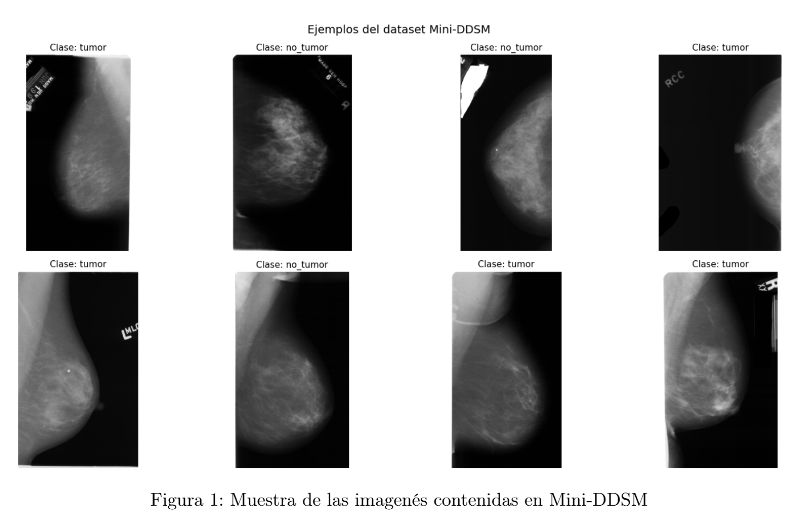 Ejemplos del dataset Mini-DDSM
Clase: tumor
Clase: no_tumor
Clase: no_tumor
Clase: tumor
RCC
Clase: tumor
Clase: no_tumor
Clase: tumor
Clase: tumor
Figura 1: Muestra de las imagenés contenidas en Mini-DDSM